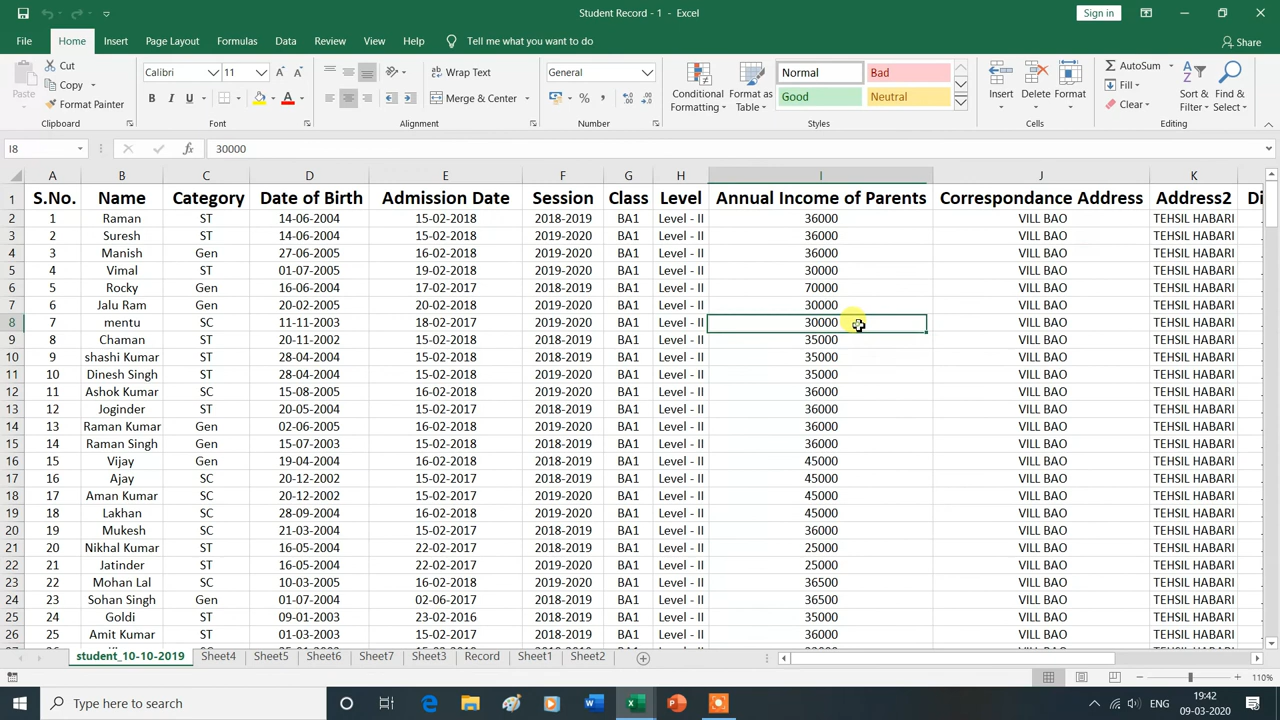 Student Record - 1 - Excel
Sign in
File Home Insert Page Layout Formulas Data Review View Help Tell me what you want to do Share
Cut
Copy
Format Painter
Paste
Clipboard
Calibri 11
B I U
Font
Wrap Text
Merge & Center
Alignment
General
% ,
Number
Conditional Formatting
Format as Table
Normal Bad
Good Neutral
Styles
Insert Delete Format
Cells
AutoSum
Fill
Clear
Sort & Filter
Find & Select
Editing
I8 fx 30000
A B C D E F G H I J K
1 S.No. Name Category Date of Birth Admission Date Session Class Level Annual Income of Parents Correspondance Address Address2
2 1 Raman ST 14-06-2004 15-02-2018 2018-2019 BA1 Level - II 36000 VILL BAO TEHSIL HABARI
3 2 Suresh ST 14-06-2004 15-02-2018 2019-2020 BA1 Level - II 36000 VILL BAO TEHSIL HABARI
4 3 Manish Gen 27-06-2005 16-02-2018 2018-2019 BA1 Level - II 36000 VILL BAO TEHSIL HABARI
5 4 Vimal ST 01-07-2005 19-02-2018 2019-2020 BA1 Level - II 30000 VILL BAO TEHSIL HABARI
6 5 Rocky Gen 16-06-2004 17-02-2017 2018-2019 BA1 Level - II 70000 VILL BAO TEHSIL HABARI
7 6 Jalu Ram Gen 20-02-2005 20-02-2018 2019-2020 BA1 Level - II 30000 VILL BAO TEHSIL HABARI
8 7 mentu SC 11-11-2003 18-02-2017 2019-2020 BA1 Level - II 30000 VILL BAO TEHSIL HABARI
9 8 Chaman ST 20-11-2002 15-02-2018 2018-2019 BA1 Level - II 35000 VILL BAO TEHSIL HABARI
10 9 shashi Kumar ST 28-04-2004 15-02-2018 2019-2020 BA1 Level - II 35000 VILL BAO TEHSIL HABARI
11 10 Dinesh Singh ST 28-04-2004 15-02-2018 2018-2019 BA1 Level - II 35000 VILL BAO TEHSIL HABARI
12 11 Ashok Kumar SC 15-08-2005 16-02-2018 2019-2020 BA1 Level - II 36000 VILL BAO TEHSIL HABARI
13 12 Joginder ST 20-05-2004 15-02-2017 2018-2019 BA1 Level - II 36000 VILL BAO TEHSIL HABARI
14 13 Raman Kumar Gen 02-06-2005 16-02-2017 2019-2020 BA1 Level - II 36000 VILL BAO TEHSIL HABARI
15 14 Raman Singh Gen 15-07-2003 15-02-2017 2018-2019 BA1 Level - II 36000 VILL BAO TEHSIL HABARI
16 15 Vijay Gen 19-04-2004 16-02-2017 2018-2019 BA1 Level - II 45000 VILL BAO TEHSIL HABARI
17 16 Ajay SC 20-12-2002 15-02-2017 2018-2019 BA1 Level - II 45000 VILL BAO TEHSIL HABARI
18 17 Aman Kumar SC 20-12-2002 15-02-2017 2019-2020 BA1 Level - II 45000 VILL BAO TEHSIL HABARI
19 18 Lakhan SC 28-09-2004 16-02-2017 2019-2020 BA1 Level - II 45000 VILL BAO TEHSIL HABARI
20 19 Mukesh SC 21-03-2004 15-02-2017 2018-2019 BA1 Level - II 36000 VILL BAO TEHSIL HABARI
21 20 Nikhal Kumar ST 16-05-2004 22-02-2017 2018-2019 BA1 Level - II 25000 VILL BAO TEHSIL HABARI
22 21 Jatinder ST 16-05-2004 22-02-2017 2019-2020 BA1 Level - II 25000 VILL BAO TEHSIL HABARI
23 22 Mohan Lal SC 10-03-2005 16-02-2018 2019-2020 BA1 Level - II 36500 VILL BAO TEHSIL HABARI
24 23 Sohan Singh Gen 01-07-2004 02-06-2017 2018-2019 BA1 Level - II 36500 VILL BAO TEHSIL HABARI
25 24 Goldi ST 09-01-2003 23-02-2016 2018-2019 BA1 Level - II 35000 VILL BAO TEHSIL HABARI
26 25 Amit Kumar ST 01-03-2003 15-02-2017 2018-2019 BA1 Level - II 36000 VILL BAO TEHSIL HABARI
student_10-10-2019 Sheet4 Sheet5 Sheet6 Sheet7 Sheet3 Record Sheet1 Sheet2
110%
Type here to search
ENG
19:42
09-03-2020